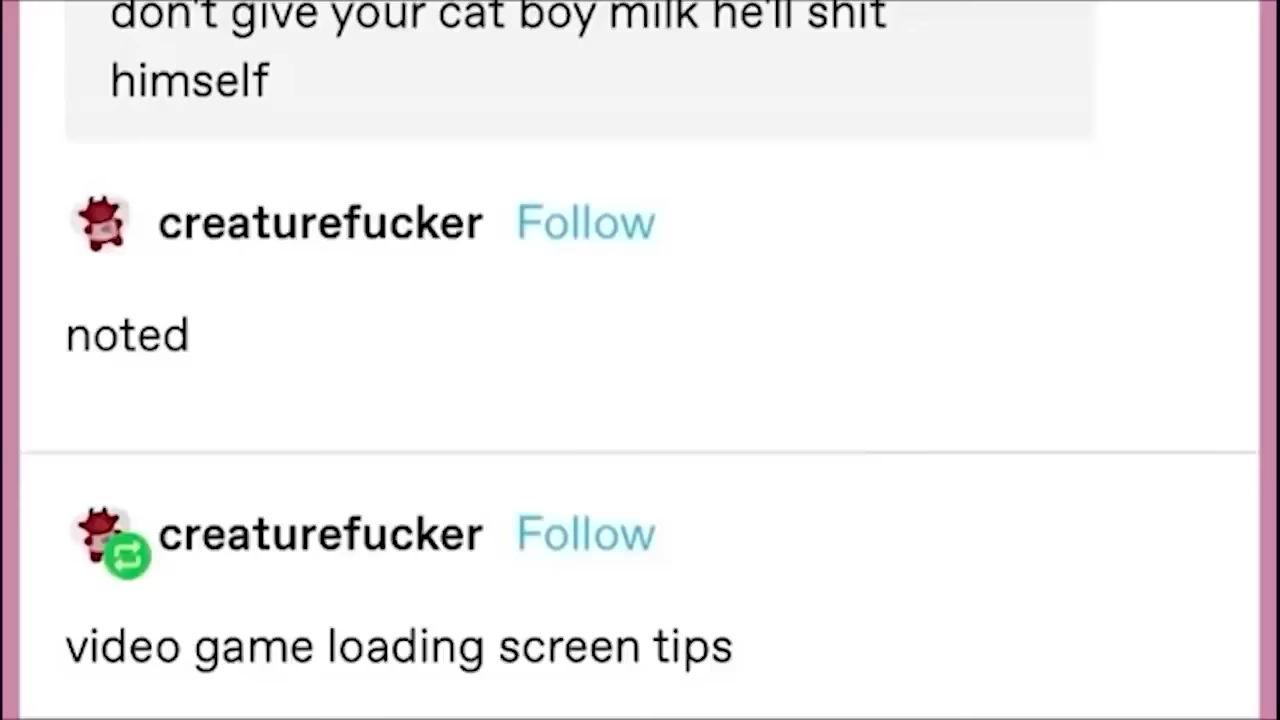 don't give your cat boy milk he'll shit
himself
creaturefucker Follow
noted
creaturefucker Follow
video game loading screen tips